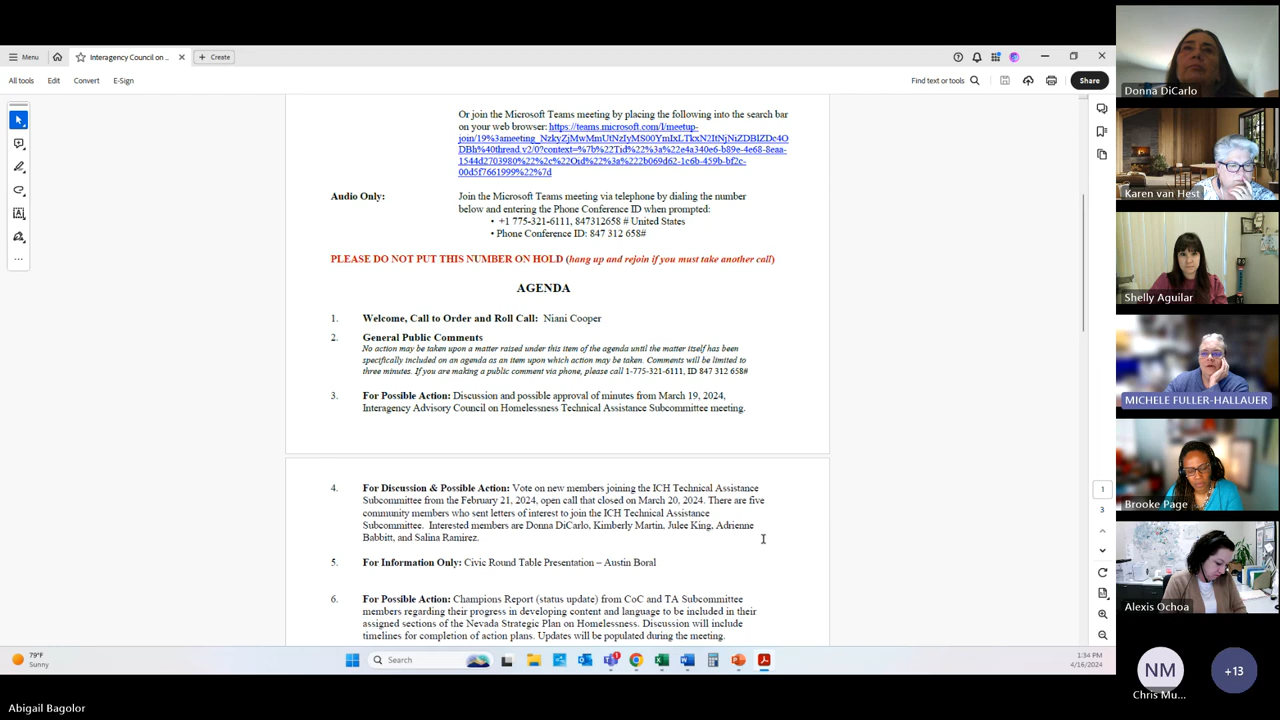 Menu
Interagency Council on ...
Create
All tools
Edit
Convert
E-Sign
Find text or tools
Share
Or join the Microsoft Teams meeting by placing the following into the search bar
on your web browser: https://teams.microsoft.com/l/meetup-
Audio Only:
Join the Microsoft Teams meeting via telephone by dialing the number
below and entering the Phone Conference ID when prompted:
• +1 775-321-6111, 847312658 # United States
• Phone Conference ID: 847 312 658#
PLEASE DO NOT PUT THIS NUMBER ON HOLD (hang up and rejoin if you must take another call)
AGENDA
1. Welcome, Call to Order and Roll Call: Niani Cooper
2. General Public Comments
No action may be taken upon a matter raised under this item of the agenda until the matter itself has been
specifically included on an agenda as an item upon which action may be taken. Comments will be limited to
three minutes. If you are making a public comment via phone, please call 1-775-321-6111, ID 847 312 658#
3. For Possible Action: Discussion and possible approval of minutes from March 19, 2024,
Interagency Advisory Council on Homelessness Technical Assistance Subcommittee meeting.
4. For Discussion & Possible Action: Vote on new members joining the ICH Technical Assistance
Subcommittee from the February 21, 2024, open call that closed on March 20, 2024. There are five
community members who sent letters of interest to join the ICH Technical Assistance
Subcommittee. Interested members are Donna DiCarlo, Kimberly Martin, Julee King, Adrienne
Babbitt, and Salina Ramirez.
5. For Information Only: Civic Round Table Presentation – Austin Boral
6. For Possible Action: Champions Report (status update) from CoC and TA Subcommittee
members regarding their progress in developing content and language to be included in their
assigned sections of the Nevada Strategic Plan on Homelessness. Discussion will include
timelines for completion of action plans. Updates will be populated during the meeting.
1
3
79°F
Sunny
Search
1:34 PM
4/16/2024
Donna DiCarlo
Karen van Hest
Shelly Aguilar
MICHELE FULLER-HALLAUER
Brooke Page
Alexis Ochoa
NM
Chris Mu...
+13
Abigail Bagolor